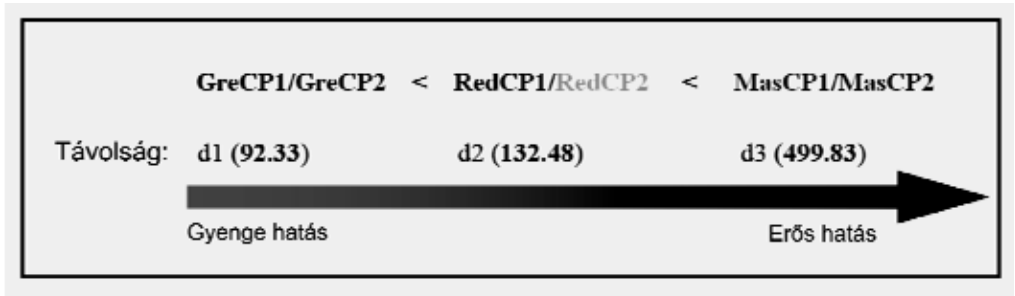 GreCP1/GreCP2 < RedCP1/RedCP2 < MasCP1/MasCP2
Távolság: d1 (92.33) d2 (132.48) d3 (499.83)
Gyenge hatás Erős hatás